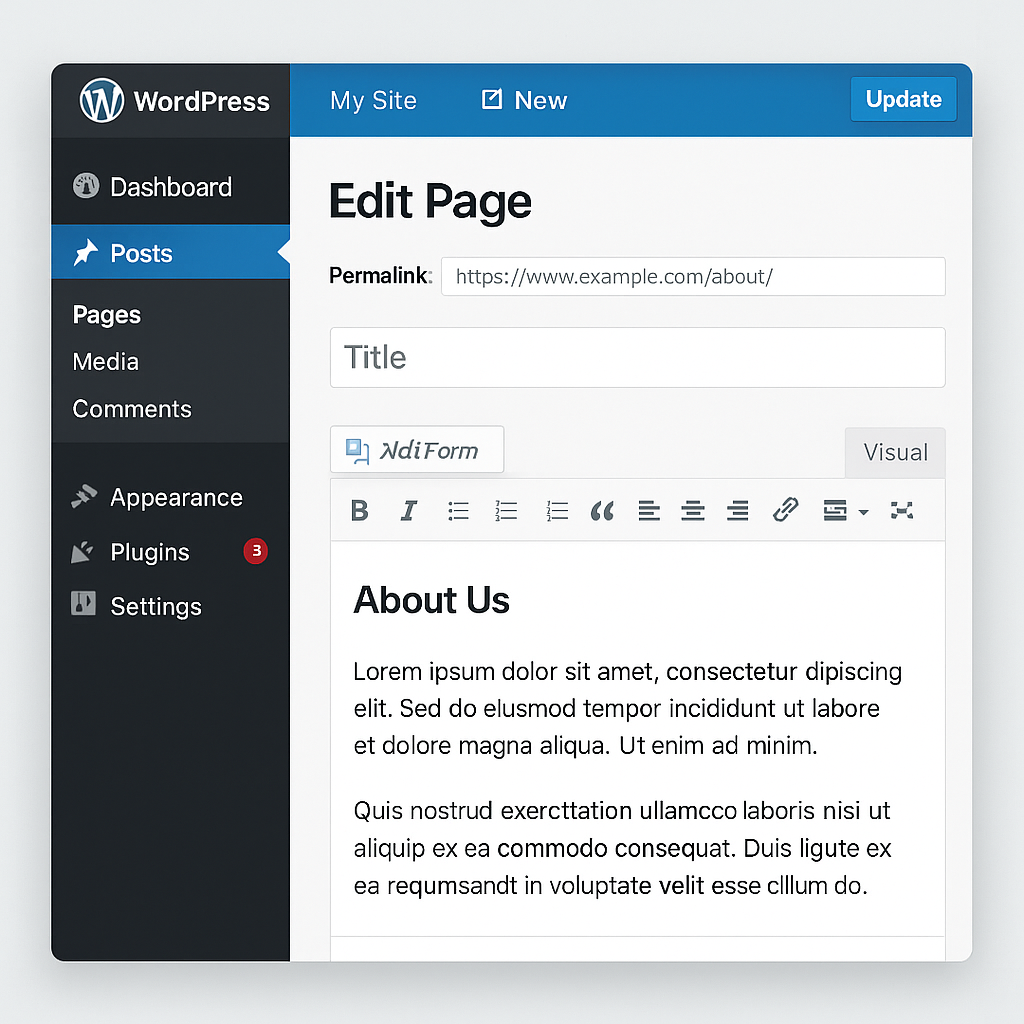 WordPress
My Site
New
Update
Dashboard
Posts
Pages
Media
Comments
Appearance
Plugins
3
Settings
Edit Page
Permalink:
https://www.example.com/about/
Title
Form
Visual
B I
About Us
Lorem ipsum dolor sit amet, consectetur dipiscing
elit. Sed do elusmod tempor incididunt ut labore
et dolore magna aliqua. Ut enim ad minim.
Quis nostrud exercttation ullamcco laboris nisi ut
aliquip ex ea commodo consequat. Duis ligute ex
ea requmsandt in voluptate velit esse clllum do.